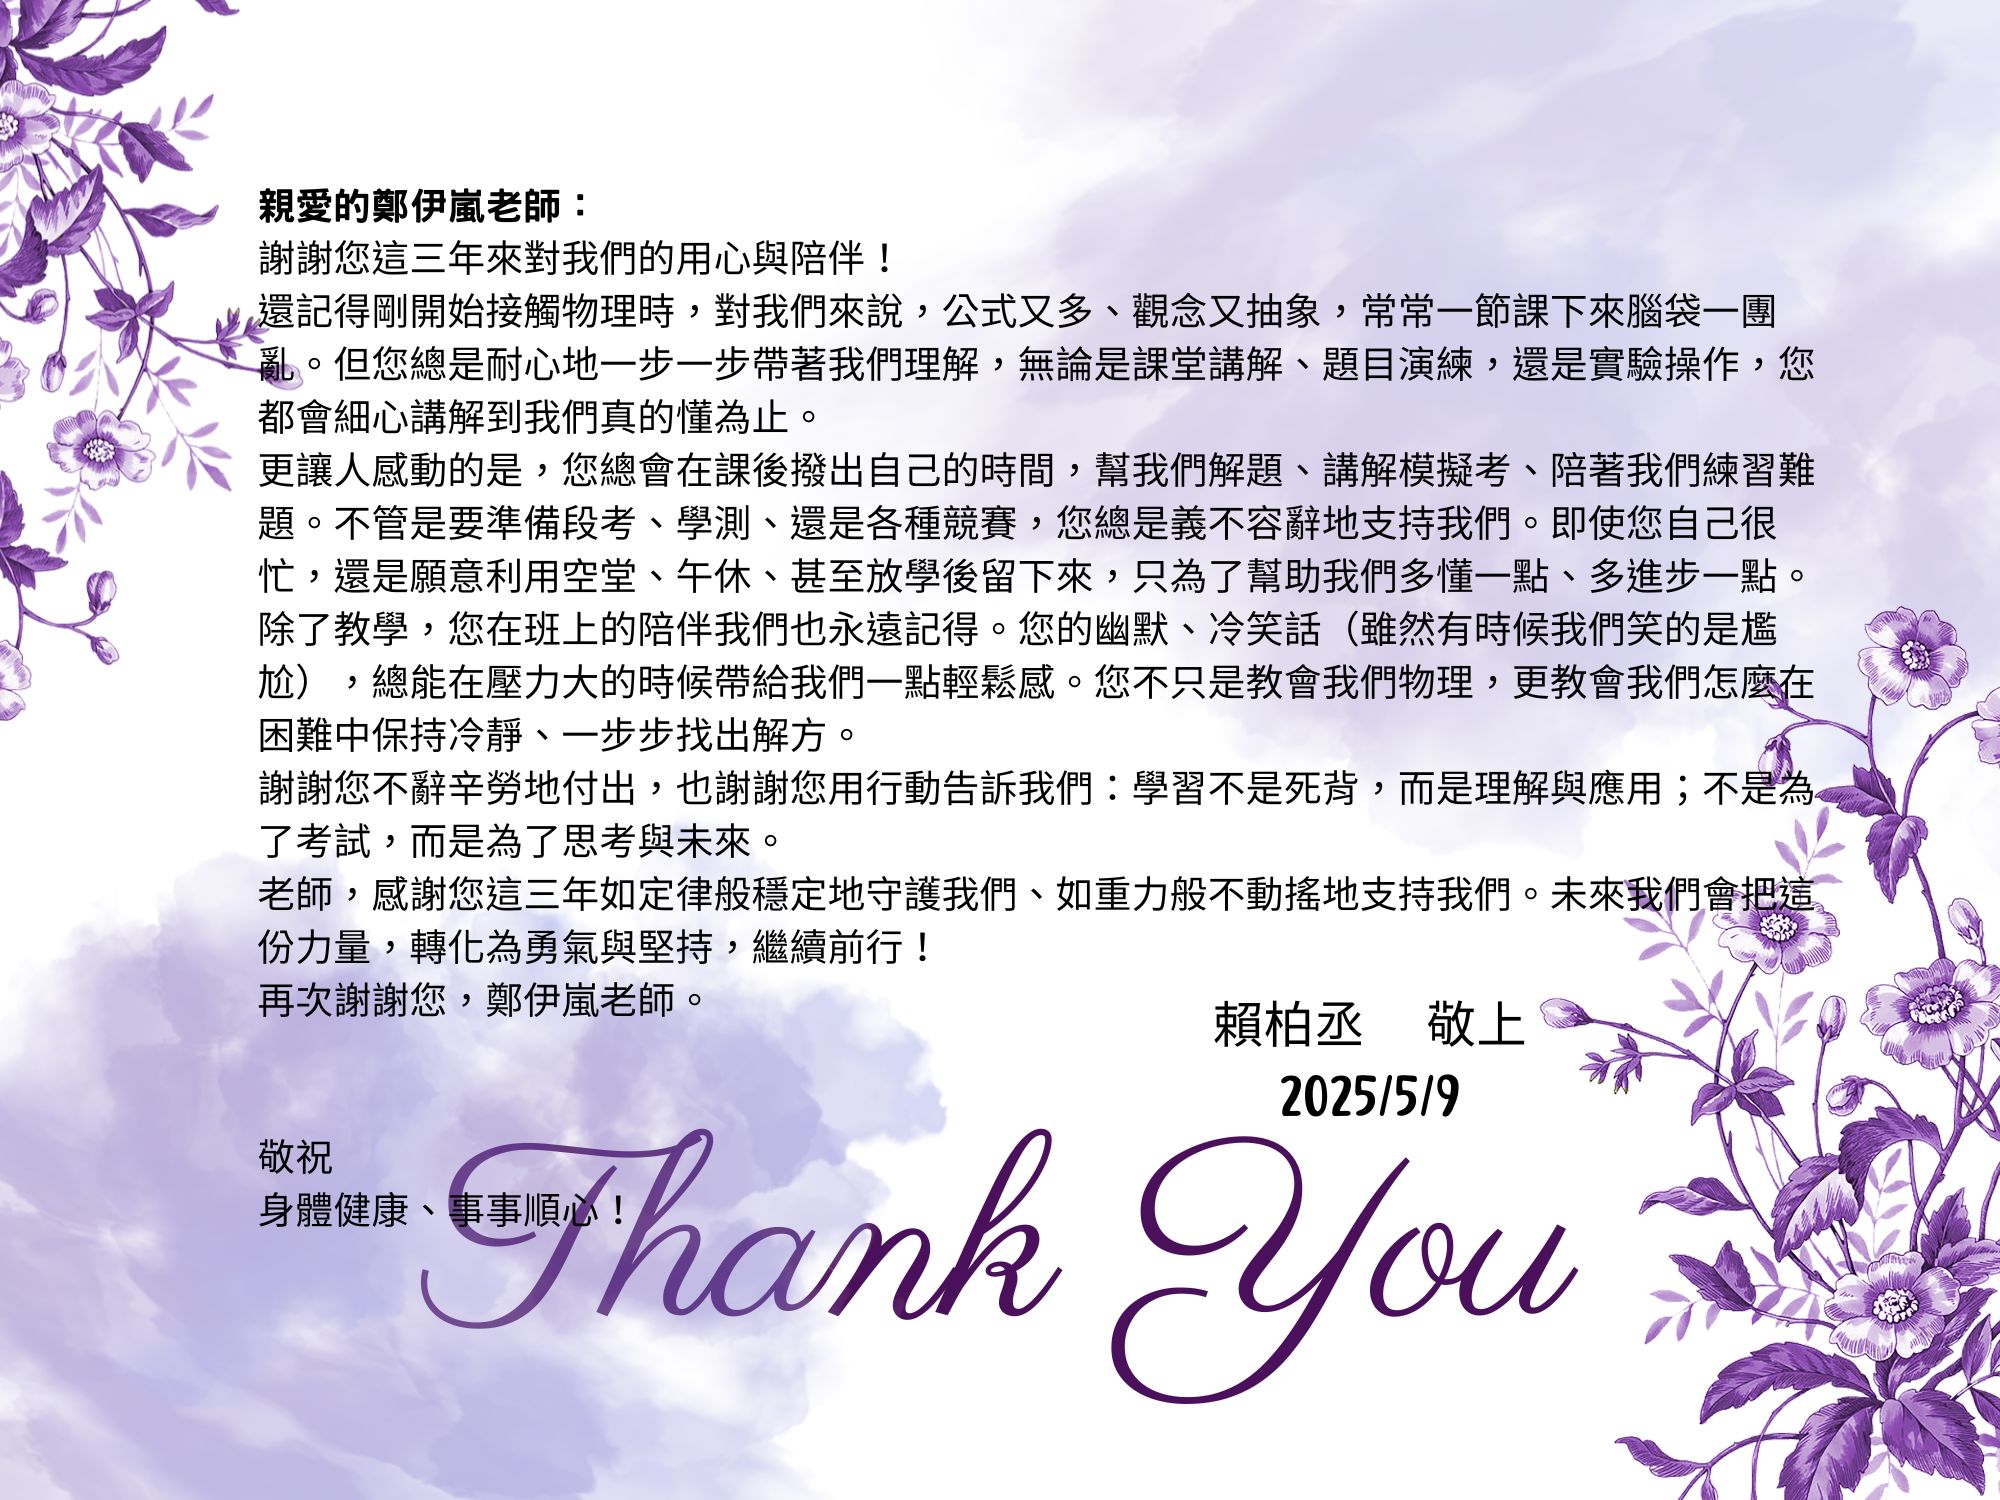 親愛的鄭伊嵐老師：
謝謝您這三年來對我們的用心與陪伴！
還記得剛開始接觸物理時，對我們來說，公式又多、觀念又抽象，常常一節課下來腦袋一團
亂。但您總是耐心地一步一步帶著我們理解，無論是課堂講解、題目演練，還是實驗操作，您
都會細心講解到我們真的懂為止。
更讓人感動的是，您總會在課後撥出自己的時間，幫我們解題、講解模擬考、陪著我們練習難
題。不管是要準備段考、學測、還是各種競賽，您總是義不容辭地支持我們。即使您自己很
忙，還是願意利用空堂、午休、甚至放學後留下來，只為了幫助我們多懂一點、多進步一點。
除了教學，您在班上的陪伴我們也永遠記得。您的幽默、冷笑話（雖然有時候我們笑的是尷
尬），總能在壓力大的時候帶給我們一點輕鬆感。您不只是教會我們物理，更教會我們怎麼在
困難中保持冷靜、一步步找出解方。
謝謝您不辭辛勞地付出，也謝謝您用行動告訴我們：學習不是死背，而是理解與應用；不是為
了考試，而是為了思考與未來。
老師，感謝您這三年如定律般穩定地守護我們、如重力般不動搖地支持我們。未來我們會把這
份力量，轉化為勇氣與堅持，繼續前行！
再次謝謝您，鄭伊嵐老師。
賴柏丞　敬上
2025/5/9
敬祝
身體健康、事事順心！
Thank You